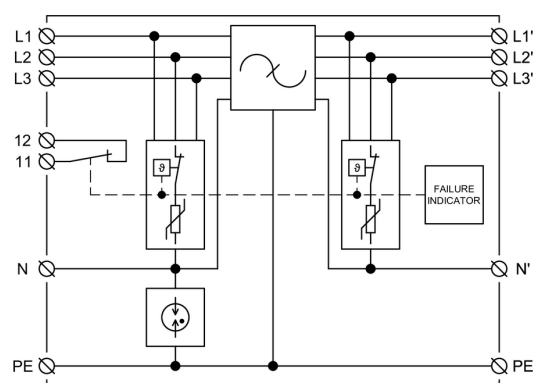 L1 L1'
L2 L2'
L3 L3'
12
11
ϑ ϑ
FAILURE
INDICATOR
N N'
PE PE